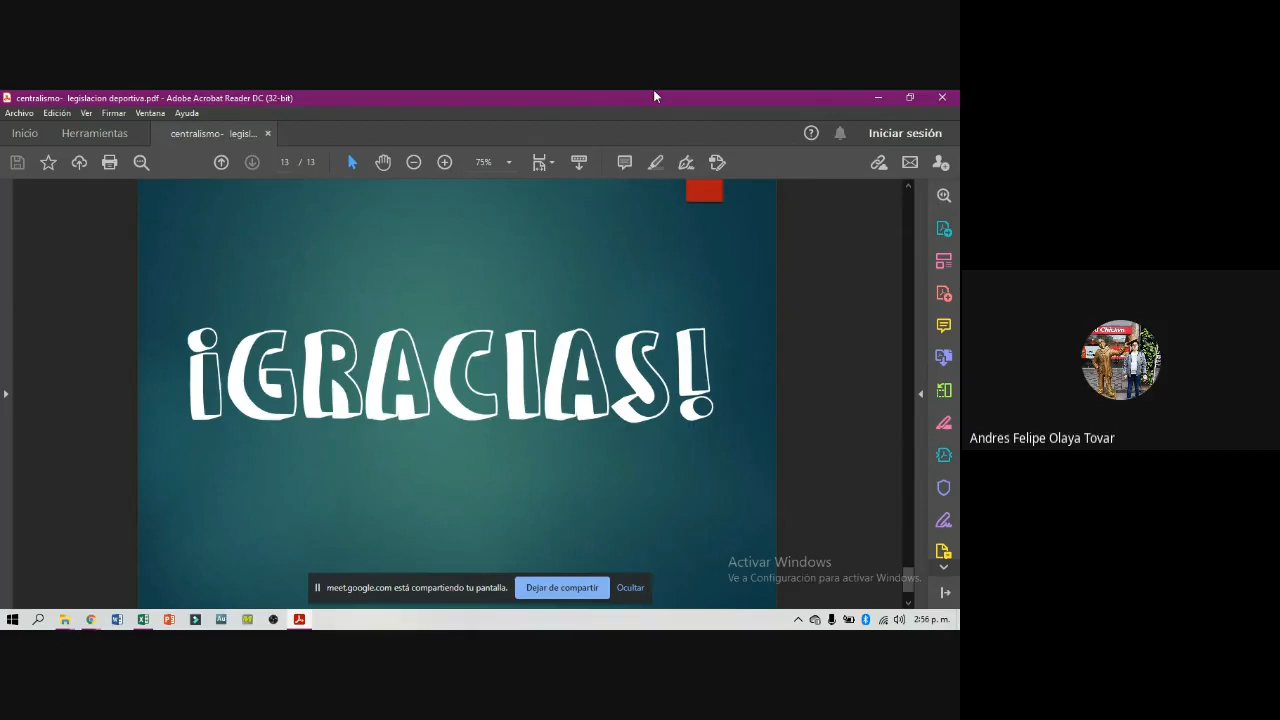 centralismo-  legislacion deportiva.pdf - Adobe Acrobat Reader DC (32-bit)
Archivo Edición Ver Firmar Ventana Ayuda
Inicio Herramientas centralismo-  legisl... Iniciar sesión
13 / 13 75%
¡GRACIAS!
Activar Windows
Ve a Configuración para activar Windows.
meet.google.com está compartiendo tu pantalla. Dejar de compartir Ocultar
2:56 p. m.
Andres Felipe Olaya Tovar